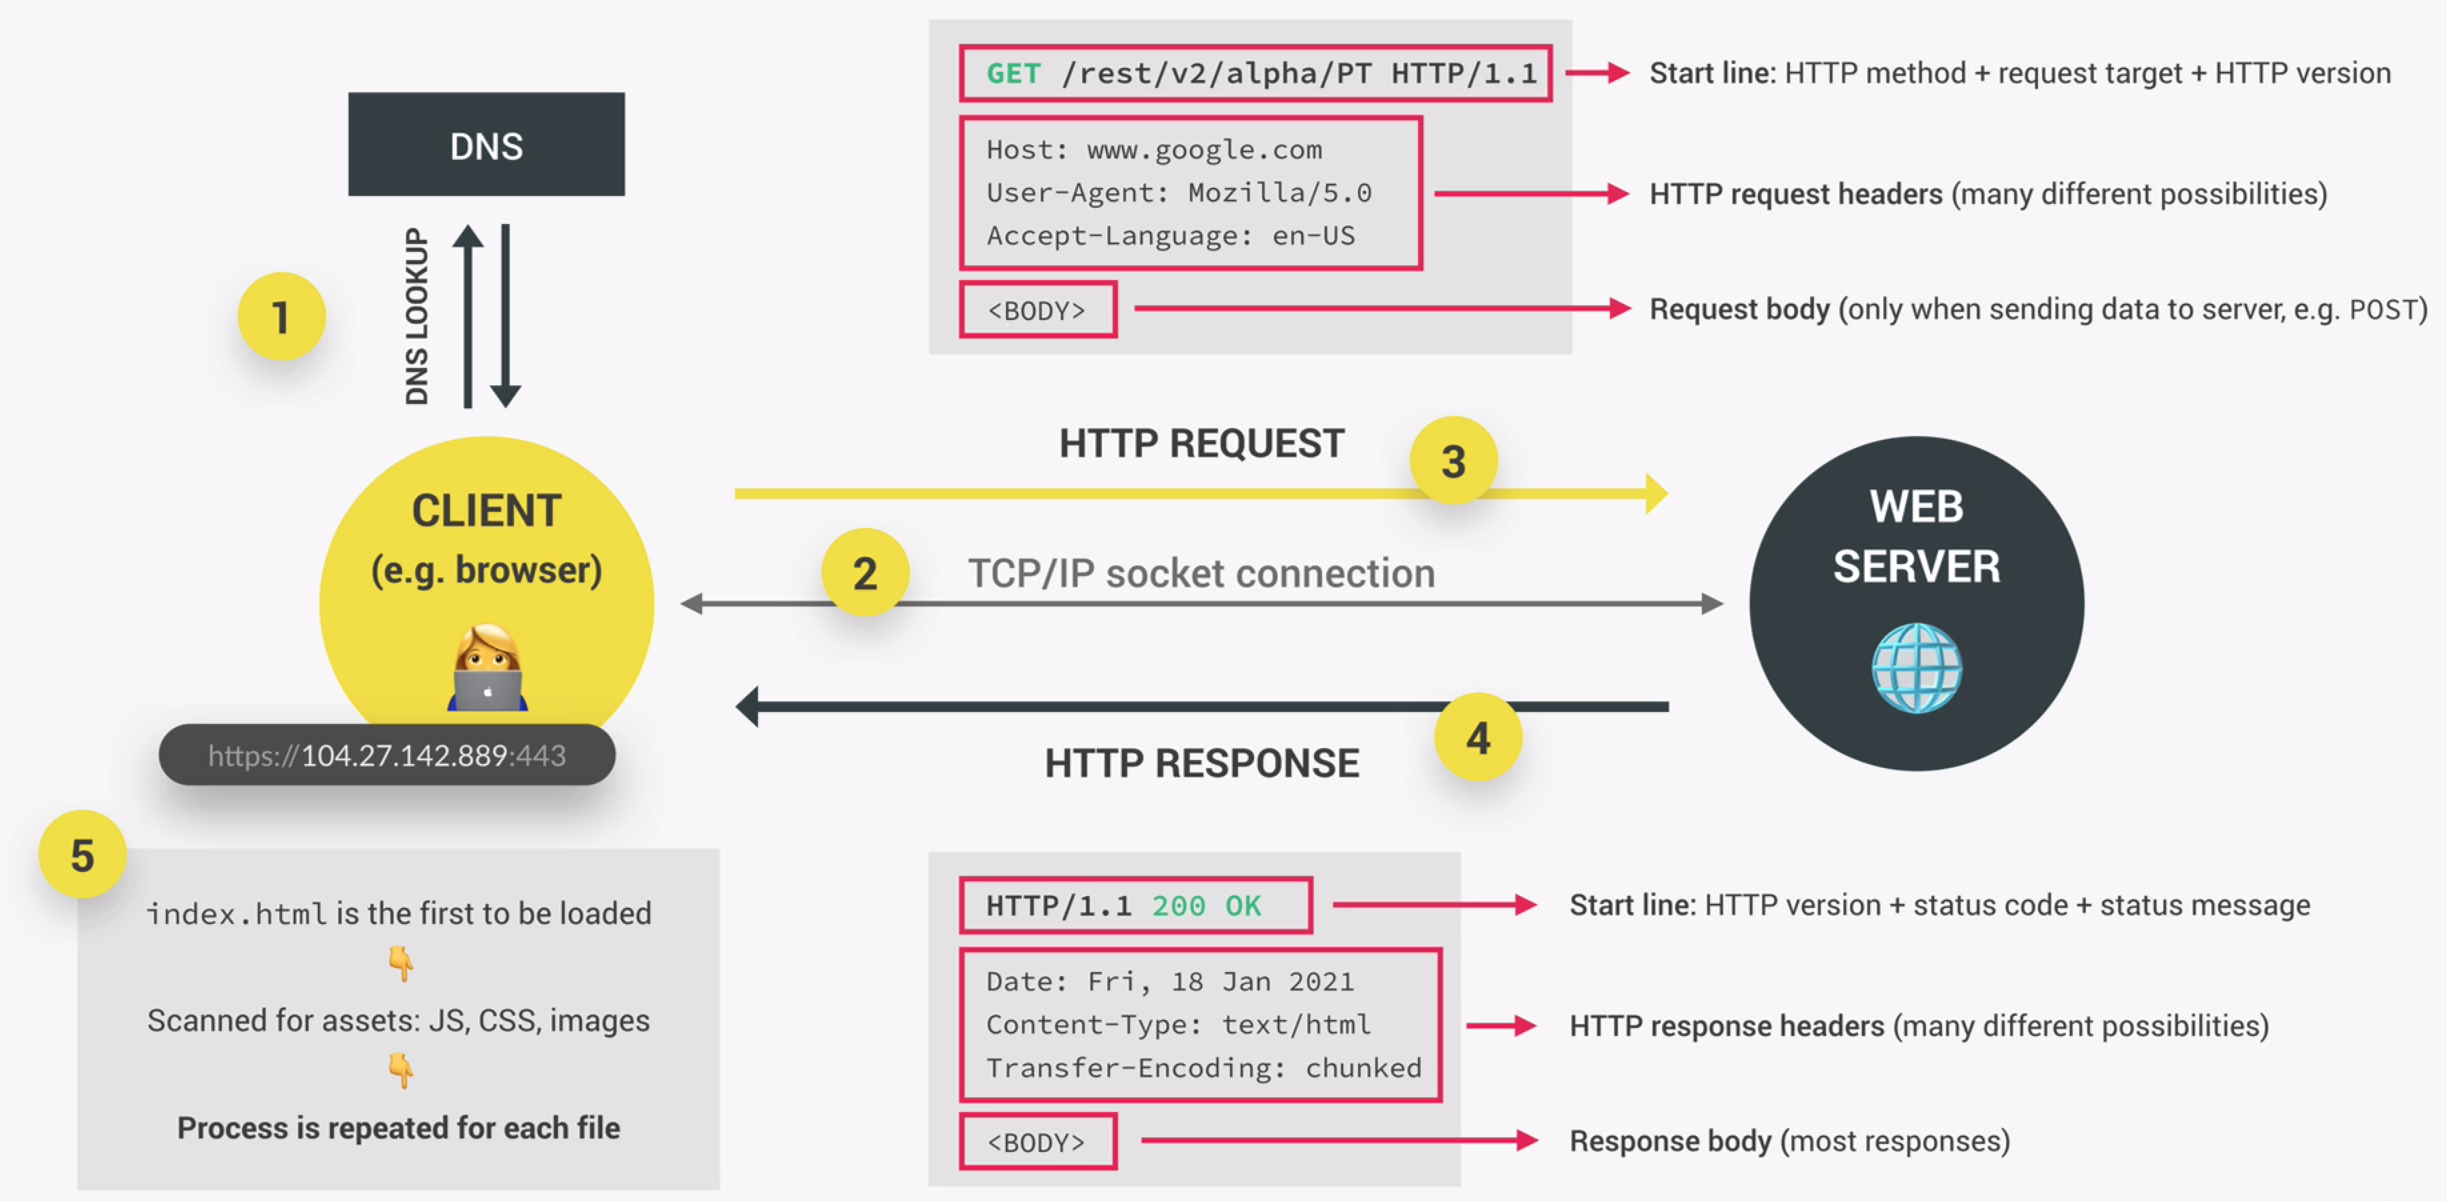 DNS
DNS LOOKUP
1
CLIENT
(e.g. browser)
https://104.27.142.889:443
GET /rest/v2/alpha/PT HTTP/1.1
Start line: HTTP method + request target + HTTP version
Host: www.google.com
User-Agent: Mozilla/5.0
Accept-Language: en-US
HTTP request headers (many different possibilities)
<BODY>
Request body (only when sending data to server, e.g. POST)
HTTP REQUEST
3
2
TCP/IP socket connection
4
HTTP RESPONSE
WEB
SERVER
5
index.html is the first to be loaded
Scanned for assets: JS, CSS, images
Process is repeated for each file
HTTP/1.1 200 OK
Start line: HTTP version + status code + status message
Date: Fri, 18 Jan 2021
Content-Type: text/html
Transfer-Encoding: chunked
HTTP response headers (many different possibilities)
<BODY>
Response body (most responses)